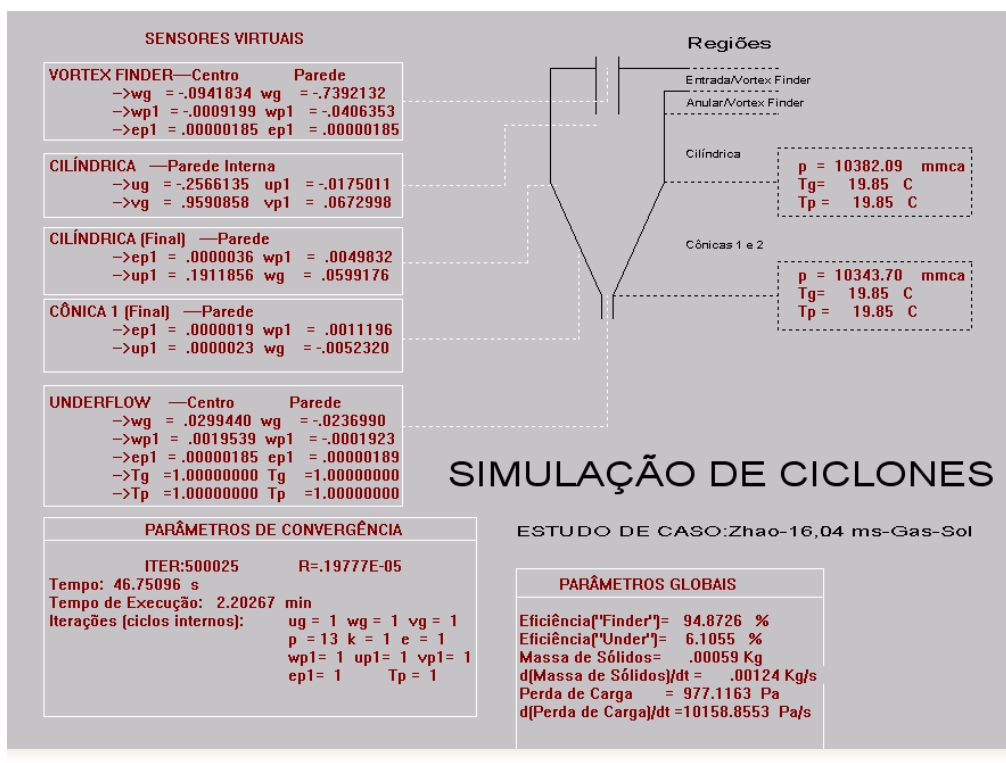 SENSORES VIRTUAIS
VORTEX FINDER—Centro Parede
->wg =-.0941834 wg =-.7392132
->wp1 =-.0009199 wp1 =-.0406353
->ep1 =.00000185 ep1 =.00000185
CILÍNDRICA —Parede Interna
->ug =-.2566135 up1 =-.0175011
->vg = .9590858 vp1 = .0672998
CILÍNDRICA (Final) —Parede
->ep1 = .0000036 wp1 = .0049832
->up1 = .1911856 wg = .0599176
CÔNICA 1 (Final) —Parede
->ep1 = .0000019 wp1 = .0011196
->up1 = .0000023 wg =-.0052320
UNDERFLOW —Centro Parede
->wg = .0299440 wg =-.0236990
->wp1 = .0019539 wp1 =-.0001923
->ep1 =.00000185 ep1 =.00000189
->Tg =1.00000000 Tg =1.00000000
->Tp =1.00000000 Tp =1.00000000
Regiões
Entrada/Vortex Finder
Anular/Vortex Finder
Cilíndrica
p = 10382.09 mmca
Tg= 19.85 C
Tp = 19.85 C
Cônicas 1 e 2
p = 10343.70 mmca
Tg= 19.85 C
Tp = 19.85 C
SIMULAÇÃO DE CICLONES
ESTUDO DE CASO:Zhao-16,04 ms-Gas-Sol
PARÂMETROS DE CONVERGÊNCIA
ITER:500025 R=.19777E-05
Tempo: 46.75096 s
Tempo de Execução: 2.20267 min
Iterações (ciclos internos): ug = 1 wg = 1 vg = 1
p = 13 k = 1 e = 1
wp1= 1 up1= 1 vp1= 1
ep1= 1 Tp = 1
PARÂMETROS GLOBAIS
Eficiência("Finder")= 94.8726 %
Eficiência("Under")= 6.1055 %
Massa de Sólidos= .00059 Kg
d(Massa de Sólidos)/dt = .00124 Kg/s
Perda de Carga = 977.1163 Pa
d(Perda de Carga)/dt =10158.8553 Pa/s